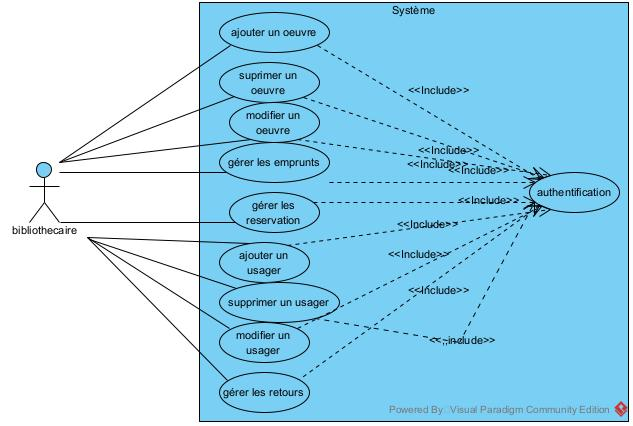 Système
ajouter un oeuvre
<<Include>>
suprimer un
oeuvre
modifier un
oeuvre
<<Include>>
gérer les emprunts
<<Include>>
<<Include>>
bibliothecaire
authentification
gérer les
reservation
<<Include>>
<<Include>>
ajouter un
usager
<<Include>>
supprimer un usager
<<Include>>
modifier un
usager
<<,,include>>
gérer les retours
Powered By Visual Paradigm Community Edition